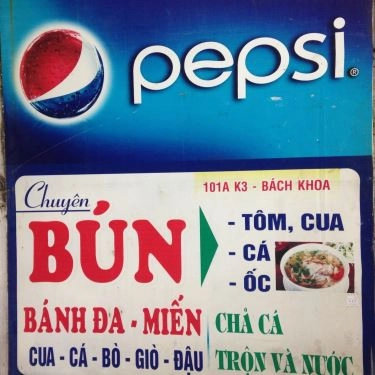 pepsi®
101A K3 - BÁCH KHOA
Chuyên
BÚN
- TÔM, CUA
- CÁ
- ỐC
BÁNH ĐA - MIẾN
CHẢ CÁ
CUA - CÁ - BÒ - GIÒ - ĐẬU
TRỘN VÀ NƯỚC